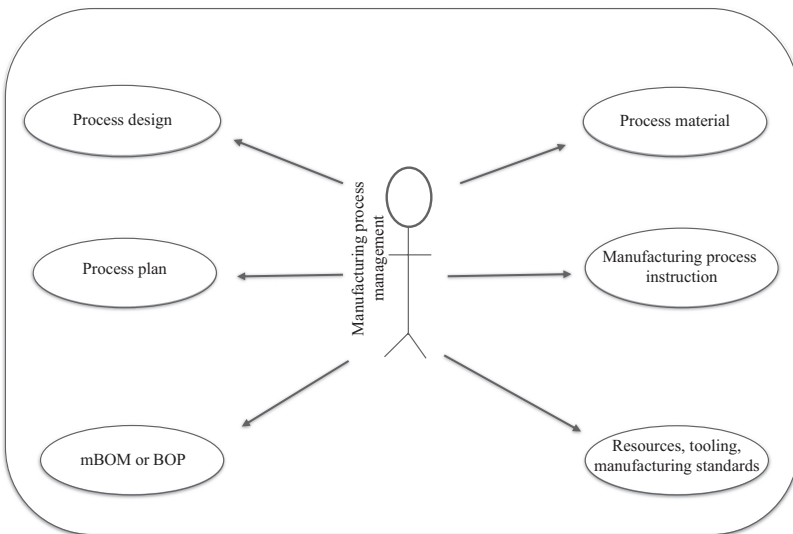 Process design
Process material
Manufacturing process
management
Process plan
Manufacturing process
instruction
mBOM or BOP
Resources, tooling,
manufacturing standards